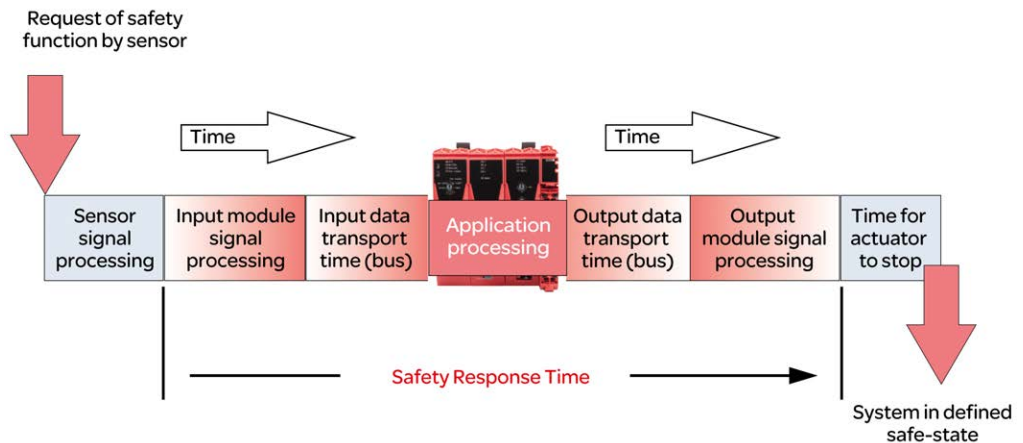 Request of safety
function by sensor
Time
Time
Sensor
signal
processing
Input module
signal
processing
Input data
transport
time (bus)
Application
processing
Output data
transport
time (bus)
Output
module signal
processing
Time for
actuator
to stop
Safety Response Time
System in defined
safe-state